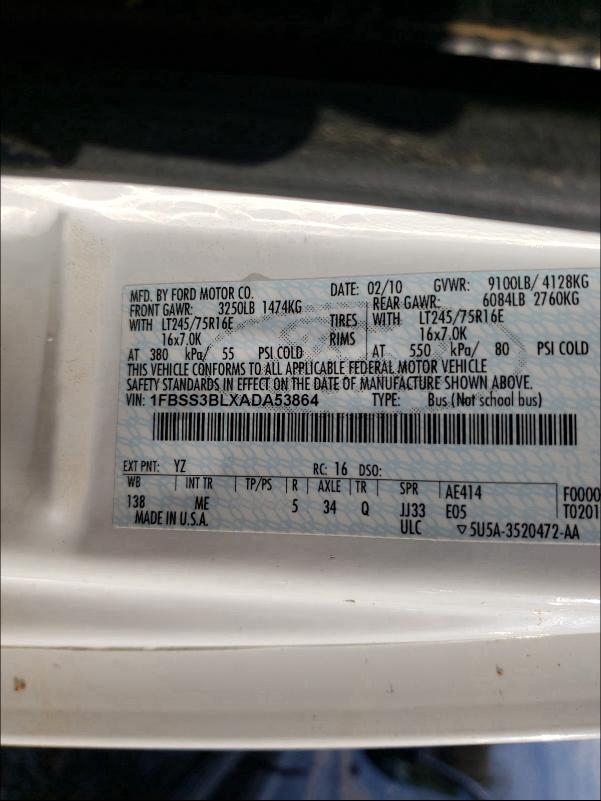 MFD. BY FORD MOTOR CO. DATE: 02/10 GVWR: 9100LB/ 4128KG
FRONT GAWR: 3250LB 1474KG REAR GAWR: 6084LB 2760KG
WITH LT245/75R16E TIRES WITH LT245/75R16E
16x7.0K RIMS 16x7.0K
AT 380 kPa/ 55 PSI COLD AT 550 kPa/ 80 PSI COLD
THIS VEHICLE CONFORMS TO ALL APPLICABLE FEDERAL MOTOR VEHICLE
SAFETY STANDARDS IN EFFECT ON THE DATE OF MANUFACTURE SHOWN ABOVE.
VIN: 1FBSS3BLXADA53864 TYPE: Bus (Not school bus)
EXT PNT: YZ RC: 16 DSO:
WB INT TR TP/PS R AXLE TR SPR AE414 F0000
138 ME 5 34 Q JJ33 E05 T0201
MADE IN U.S.A. ULC ▽5U5A-3520472-AA